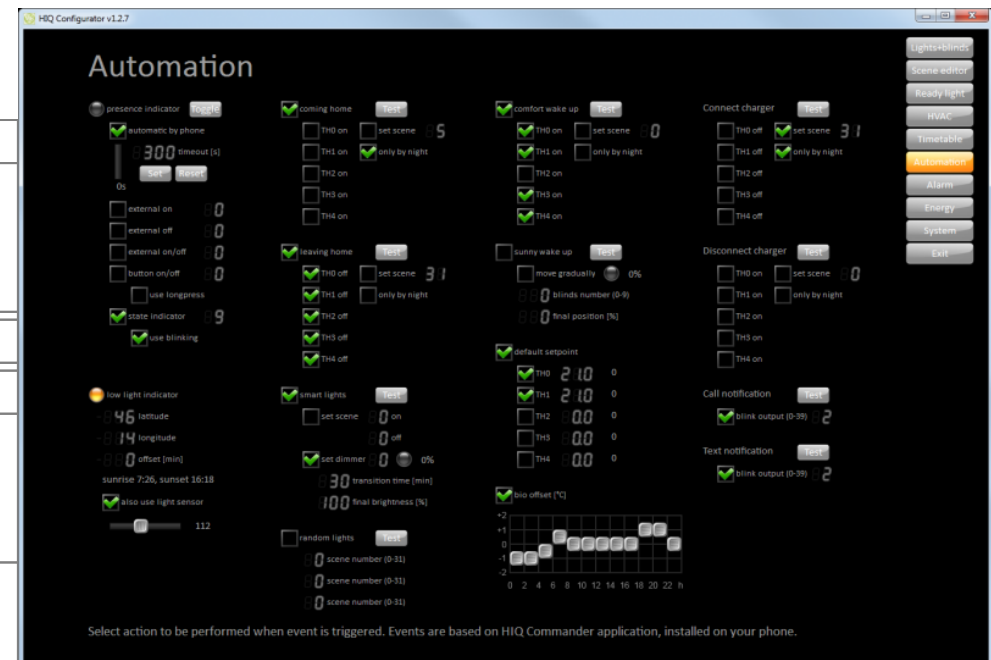 HIQ Configurator v1.2.7
Automation
presence indicator Toggle
automatic by phone
300 timeout [s]
Set Reset
0s
external on 0
external off 0
external on/off 0
button on/off 0
use longpress
state indicator 9
use blinking
low light indicator
46 latitude
14 longitude
0 offset [min]
sunrise 7:26, sunset 16:18
also use light sensor
112
coming home Test
TH0 on set scene 5
TH1 on only by night
TH2 on
TH3 on
TH4 on
leaving home Test
TH0 off set scene 31
TH1 off only by night
TH2 off
TH3 off
TH4 off
smart lights Test
set scene 0 on
0 off
set dimmer 0 0%
30 transition time [min]
100 final brightness [%]
random lights Test
0 scene number (0-31)
0 scene number (0-31)
0 scene number (0-31)
comfort wake up Test
TH0 on set scene 0
TH1 on only by night
TH2 on
TH3 on
TH4 on
sunny wake up Test
move gradually 0%
0 blinds number (0-9)
0 final position [%]
default setpoint
TH0 21.0 0
TH1 21.0 0
TH2 0.0 0
TH3 0.0 0
TH4 0.0 0
bio offset [°C]
+2
+1
0
-1
-2
0 2 4 6 8 10 12 14 16 18 20 22 h
Connect charger Test
TH0 off set scene 31
TH1 off only by night
TH2 off
TH3 off
TH4 off
Disconnect charger Test
TH0 on set scene 0
TH1 on only by night
TH2 on
TH3 on
TH4 on
Call notification Test
blink output (0-39) 2
Text notification Test
blink output (0-39) 2
Lights+blinds
Scene editor
Ready light
HVAC
Timetable
Automation
Alarm
Energy
System
Exit
Select action to be performed when event is triggered. Events are based on HIQ Commander application, installed on your phone.